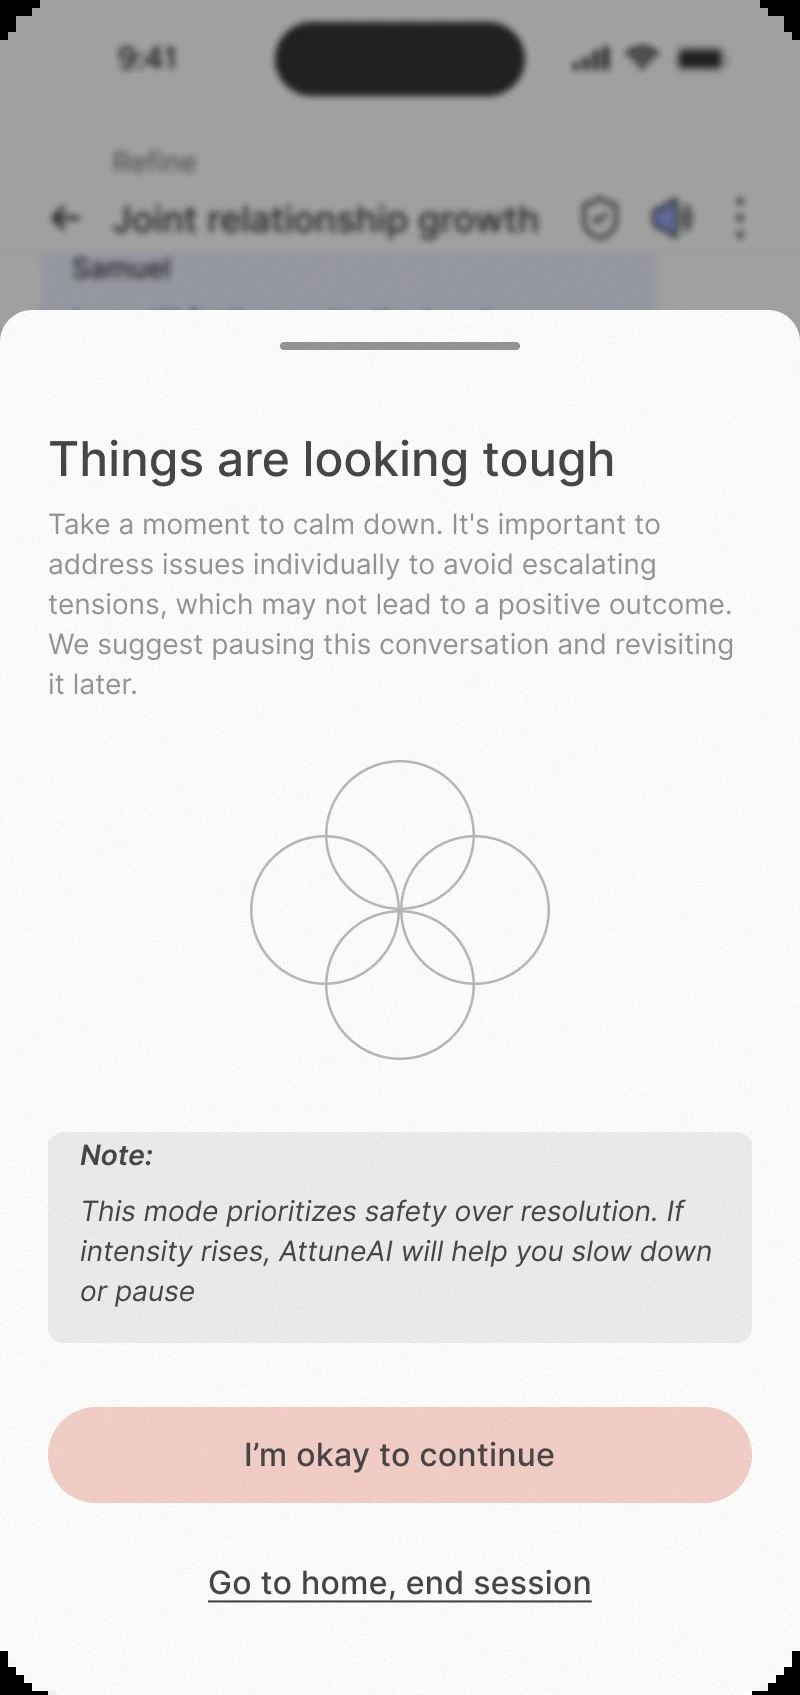 9:41
Refine
Joint relationship growth
Samuel
Things are looking tough
Take a moment to calm down. It's important to
address issues individually to avoid escalating
tensions, which may not lead to a positive outcome.
We suggest pausing this conversation and revisiting
it later.
Note:
This mode prioritizes safety over resolution. If
intensity rises, AttuneAI will help you slow down
or pause
I’m okay to continue
Go to home, end session